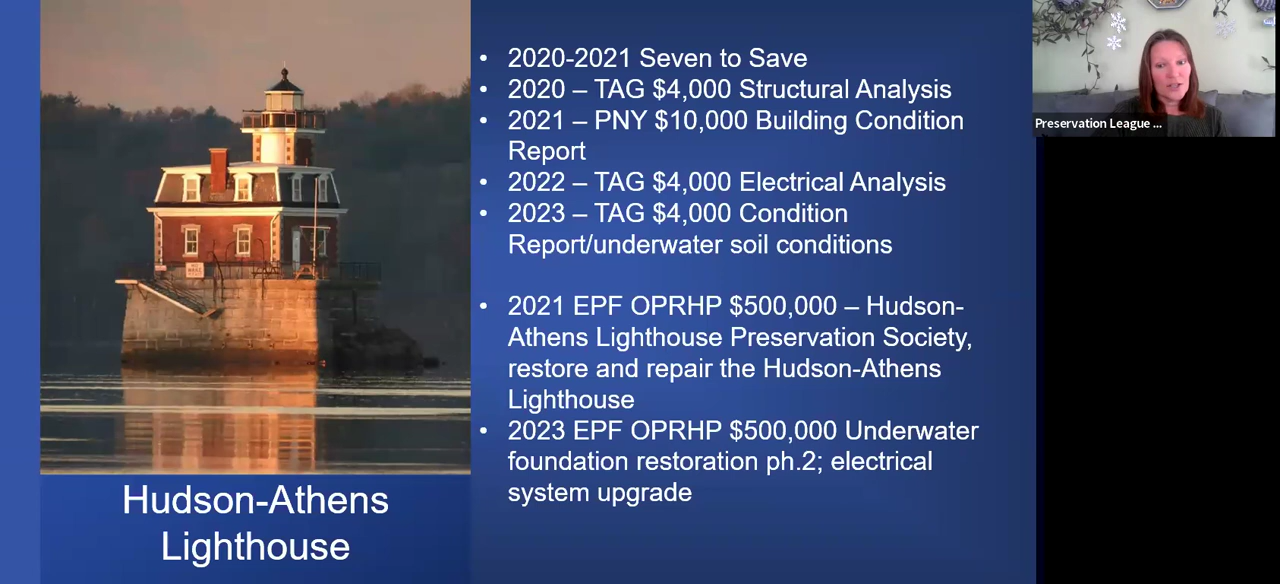 • 2020-2021 Seven to Save
• 2020 – TAG $4,000 Structural Analysis
• 2021 – PNY $10,000 Building Condition
Report
• 2022 – TAG $4,000 Electrical Analysis
• 2023 – TAG $4,000 Condition
Report/underwater soil conditions
• 2021 EPF OPRHP $500,000 – Hudson-
Athens Lighthouse Preservation Society,
restore and repair the Hudson-Athens
Lighthouse
• 2023 EPF OPRHP $500,000 Underwater
foundation restoration ph.2; electrical
system upgrade
Hudson-Athens
Lighthouse
Preservation League ...